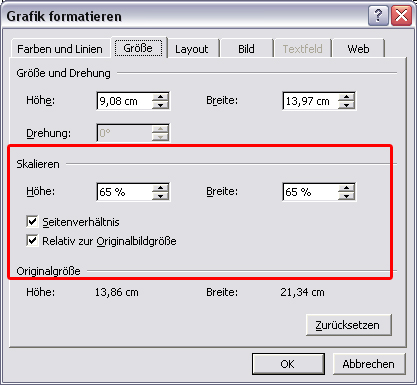 Grafik formatieren
Farben und Linien Größe Layout Bild Textfeld Web
Größe und Drehung
Höhe: 9,08 cm Breite: 13,97 cm
Drehung: 0°
Skalieren
Höhe: 65 % Breite: 65 %
Seitenverhältnis
Relativ zur Originalbildgröße
Originalgröße
Höhe: 13,86 cm Breite: 21,34 cm
Zurücksetzen
OK Abbrechen